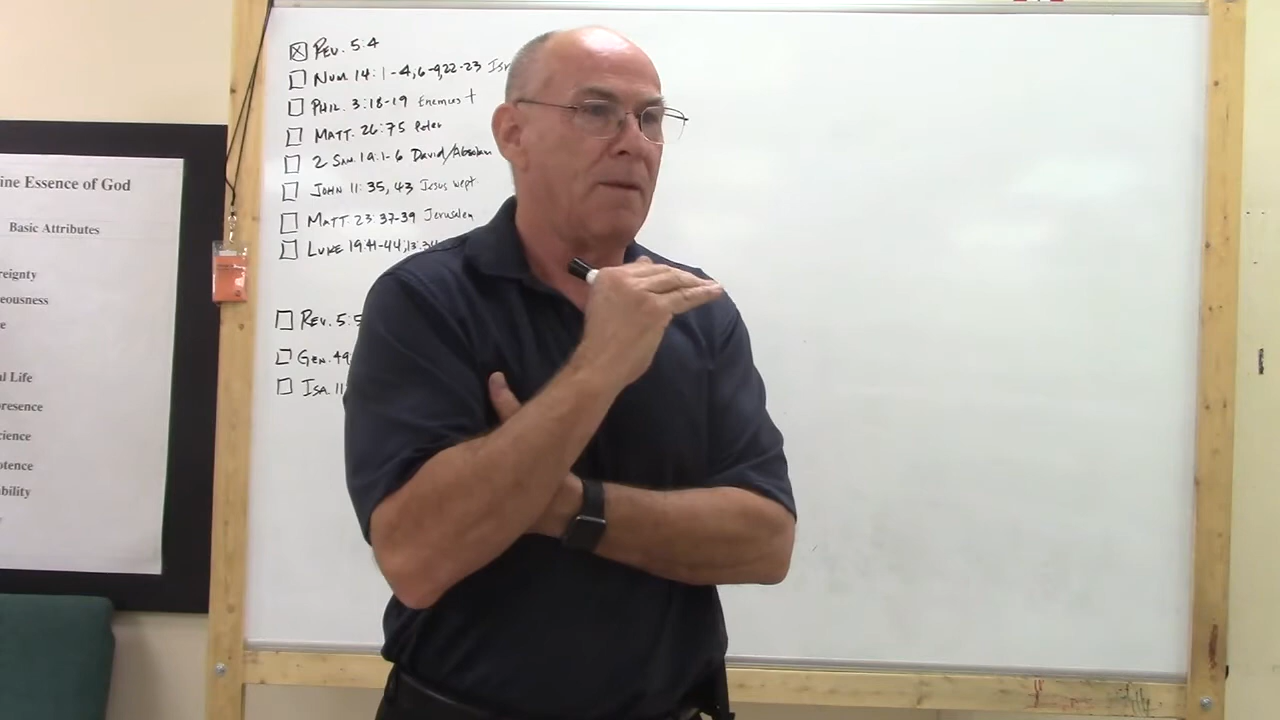 ine Essence of God
Basic Attributes
reignty
eousness
e
l Life
resence
cience
otence
ability
Rev. 5:4
Num 14:1-4,6-9,22-23 Isr
Phil. 3:18-19 Enemies +
Matt. 26:75 Peter
2 Sam. 19:1-6 David/Absalom
John 11:35, 43 Jesus wept
Matt. 23:37-39 Jerusalem
Luke 19:41-44;13:34
Rev. 5:5
Gen. 49
Isa. 11